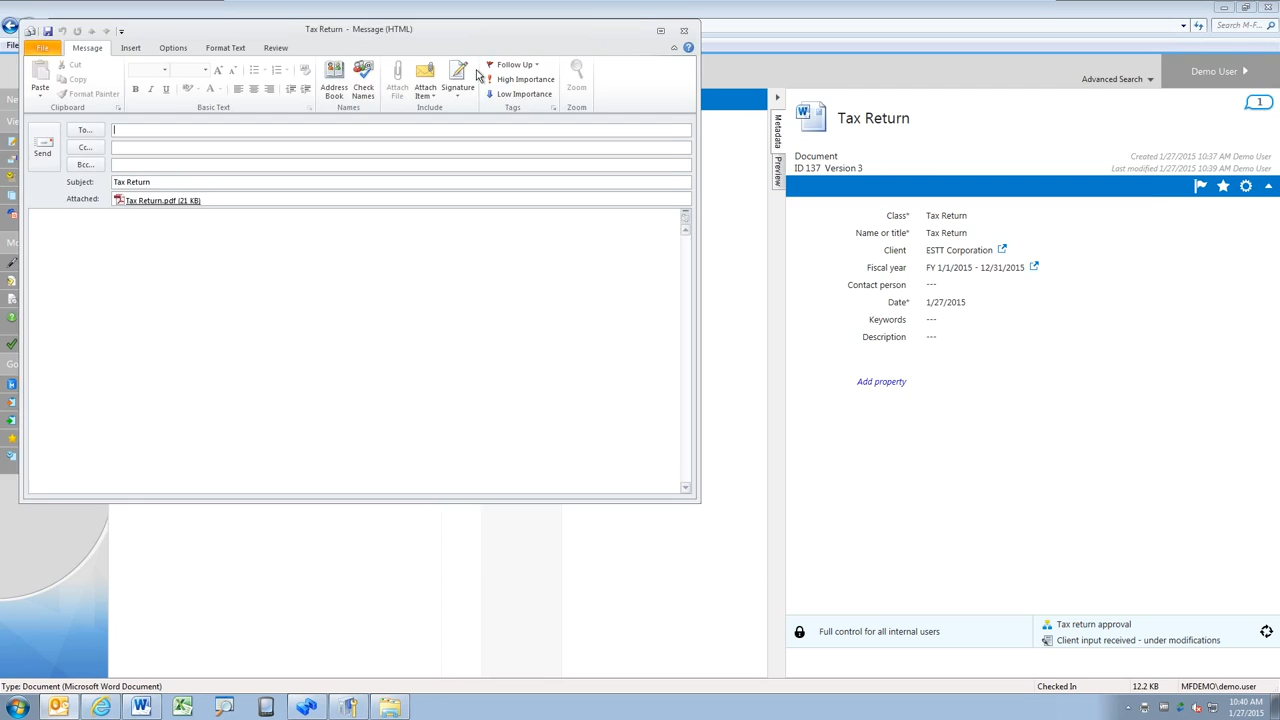 Tax Return - Message (HTML)
File
Message
Insert
Options
Format Text
Review
Search M-F...
Paste
Cut
Copy
Format Painter
Clipboard
B I U
Basic Text
Address Book
Check Names
Names
Attach File
Attach Item
Signature
Include
Follow Up
High Importance
Low Importance
Tags
Zoom
Zoom
Send
To...
Cc...
Bcc...
Subject: Tax Return
Attached: Tax Return.pdf (21 KB)
Advanced Search
Demo User
Metadata
Preview
Tax Return
1
Document
ID 137 Version 3
Created 1/27/2015 10:37 AM Demo User
Last modified 1/27/2015 10:39 AM Demo User
Class* Tax Return
Name or title* Tax Return
Client ESTT Corporation
Fiscal year FY 1/1/2015 - 12/31/2015
Contact person ---
Date* 1/27/2015
Keywords ---
Description ---
Add property
Full control for all internal users
Tax return approval
Client input received - under modifications
Type: Document (Microsoft Word Document)
Checked In
12.2 KB
MFDEMO\demo.user
10:40 AM
1/27/2015